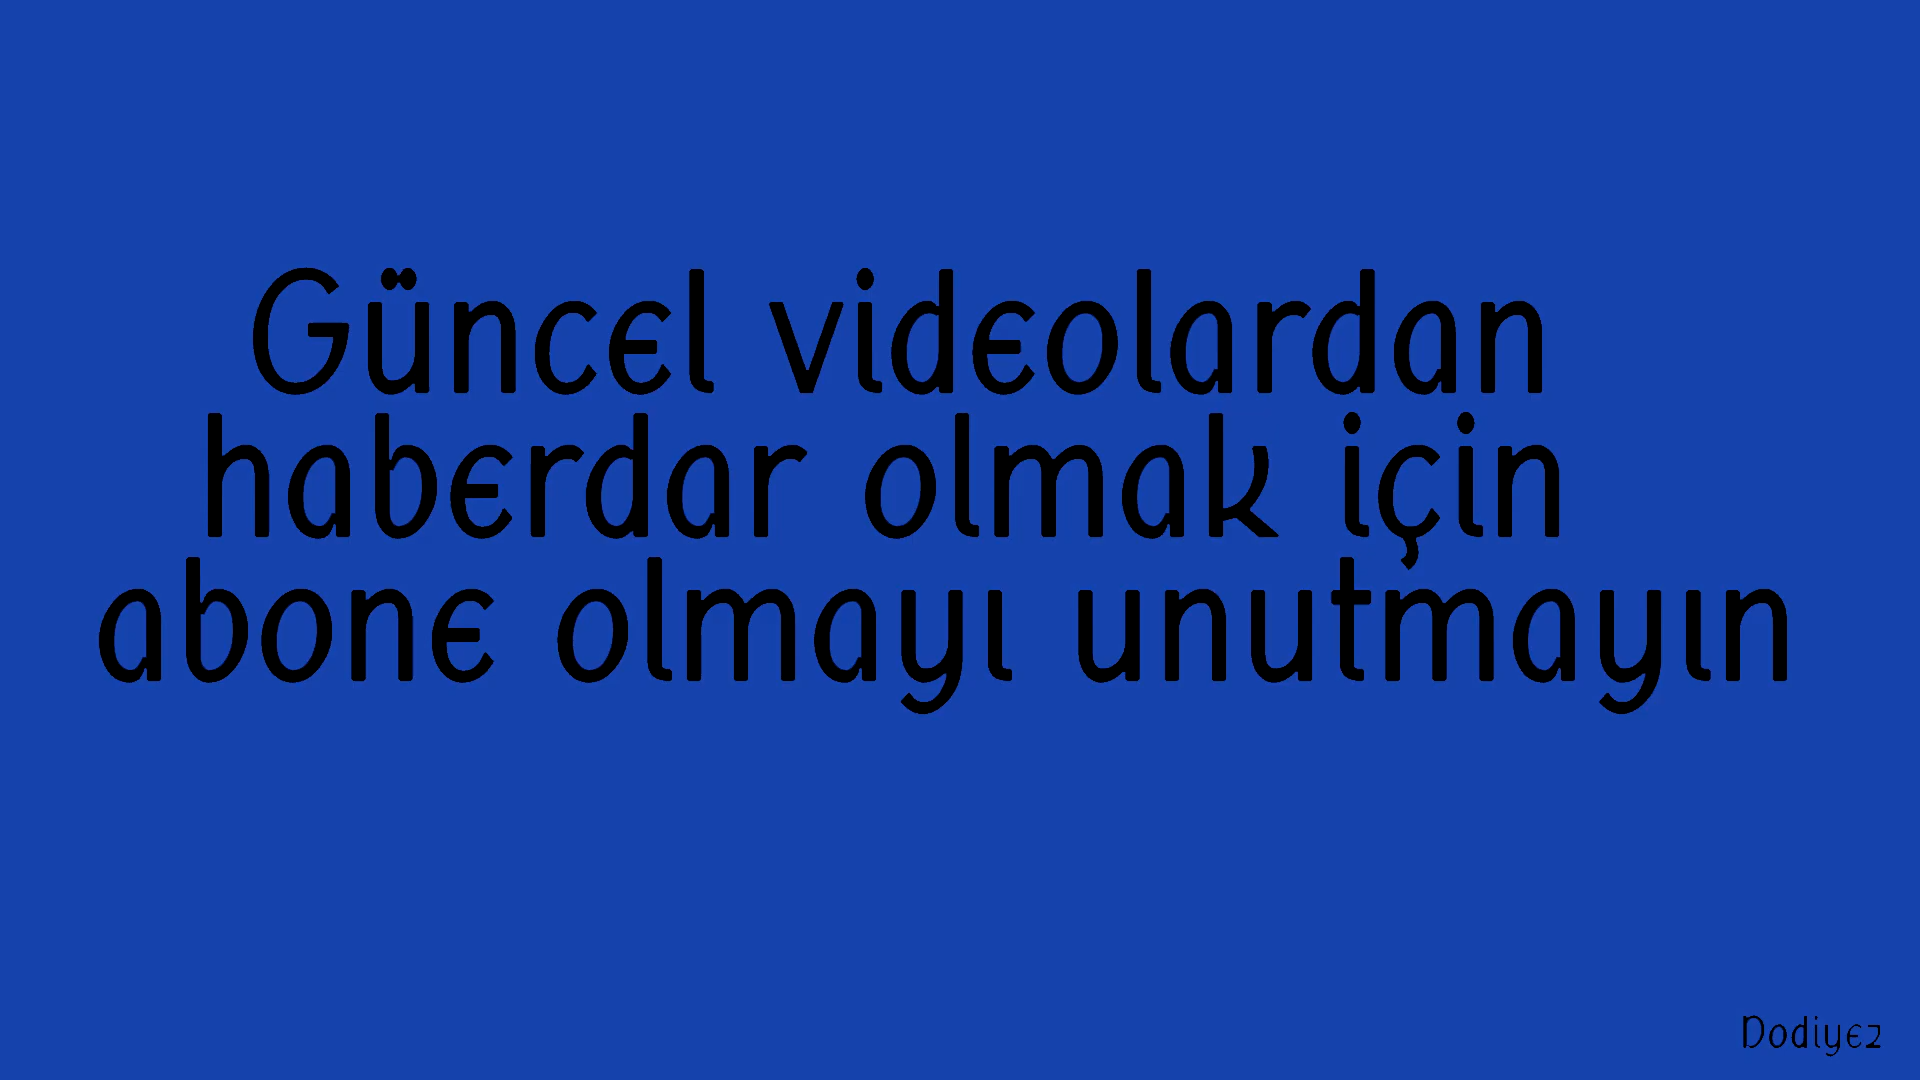 Güncel videolardan
haberdar olmak için
abone olmayı unutmayın
Dodiyez